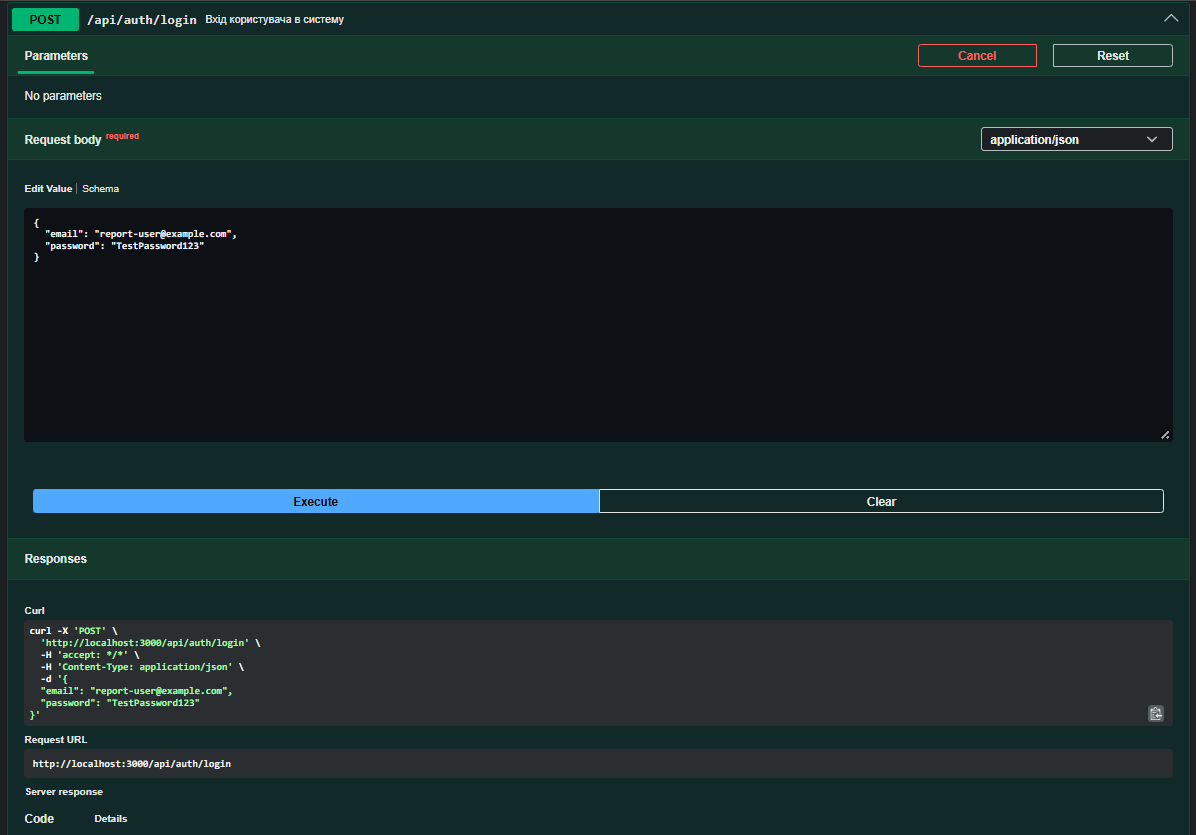 POST /api/auth/login Вхід користувача в систему
Parameters Cancel Reset
No parameters
Request body required application/json
Edit Value | Schema
{
  "email": "report-user@example.com",
  "password": "TestPassword123"
}
Execute Clear
Responses
Curl
curl -X 'POST' \
  'http://localhost:3000/api/auth/login' \
  -H 'accept: */*' \
  -H 'Content-Type: application/json' \
  -d '{
  "email": "report-user@example.com",
  "password": "TestPassword123"
}'
Request URL
http://localhost:3000/api/auth/login
Server response
Code Details